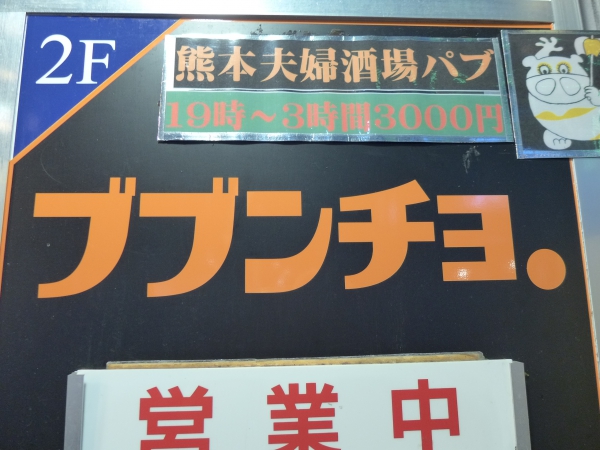 2F
熊本夫婦酒場パブ
19時～3時間3000円
ブブンチョ.
営業中